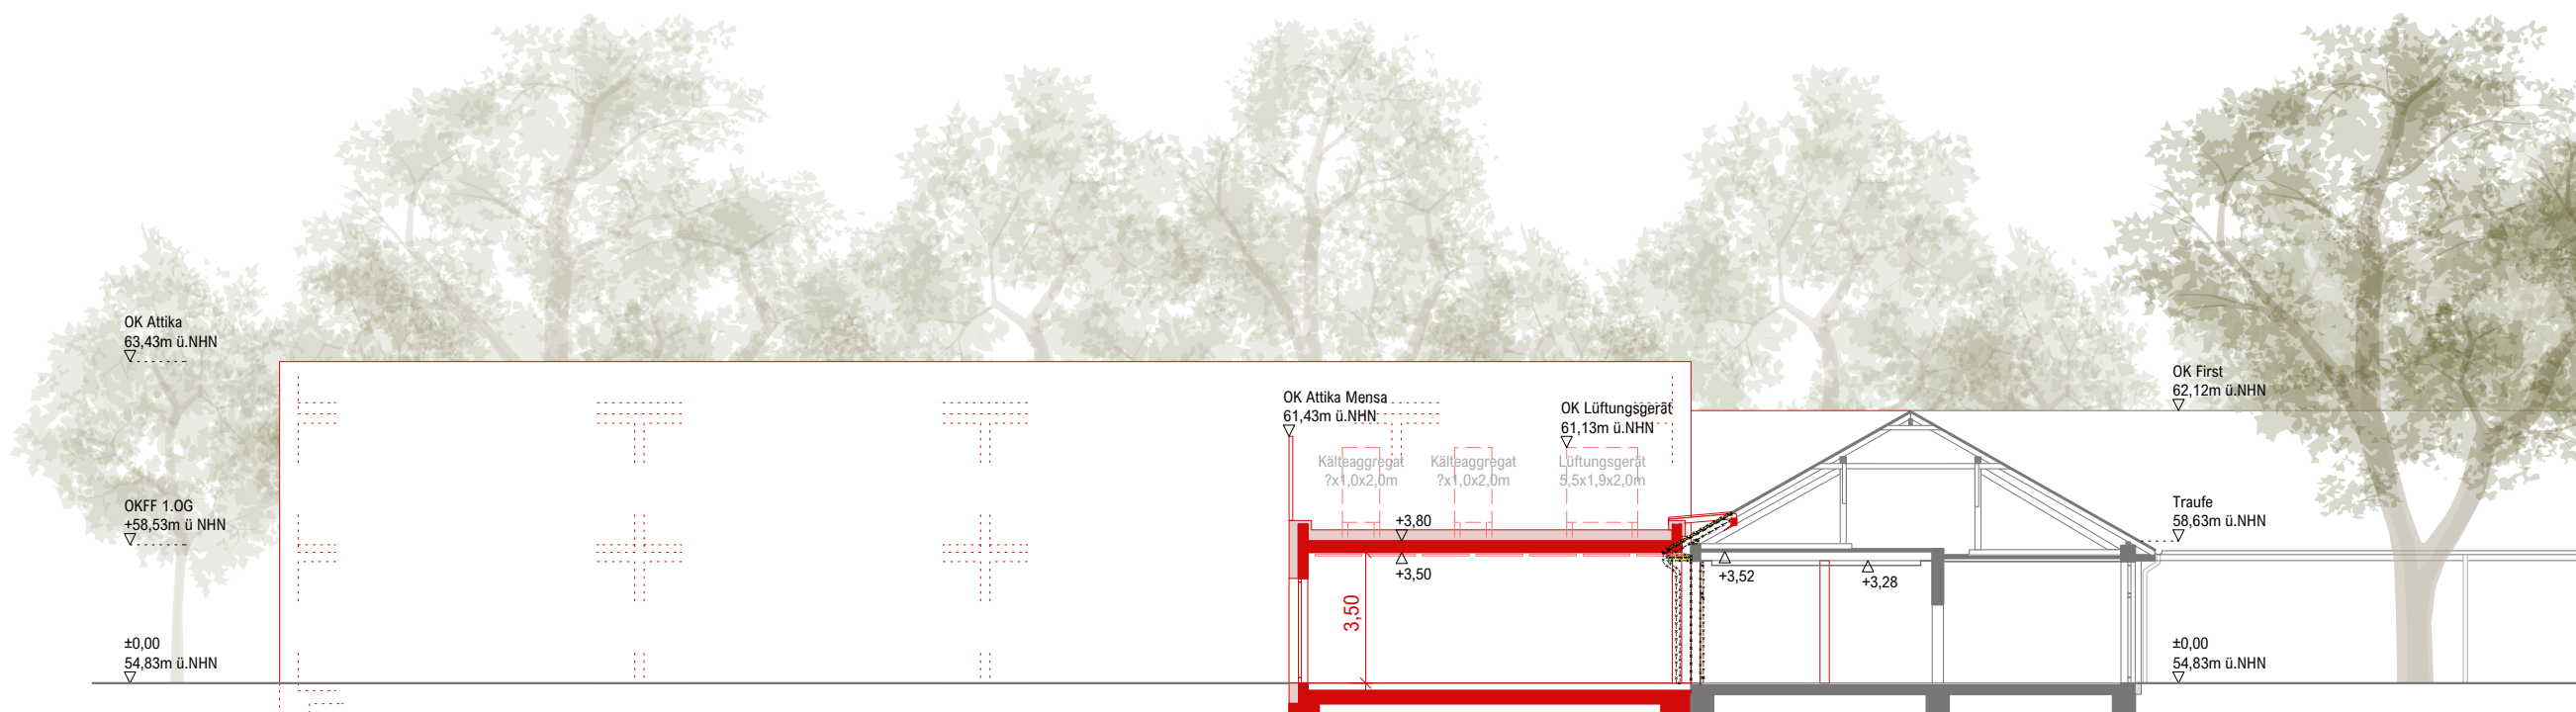 OK Attika
63,43m ü.NHN
OKFF 1.OG
+58,53m ü NHN
±0,00
54,83m ü.NHN
OK Attika Mensa
61,43m ü.NHN
OK Lüftungsgerät
61,13m ü.NHN
Kälteaggregat
?x1,0x2,0m
Kälteaggregat
?x1,0x2,0m
Lüftungsgerät
5,5x1,9x2,0m
+3,80
+3,50
3,50
+3,52
+3,28
OK First
62,12m ü.NHN
Traufe
58,63m ü.NHN
±0,00
54,83m ü.NHN